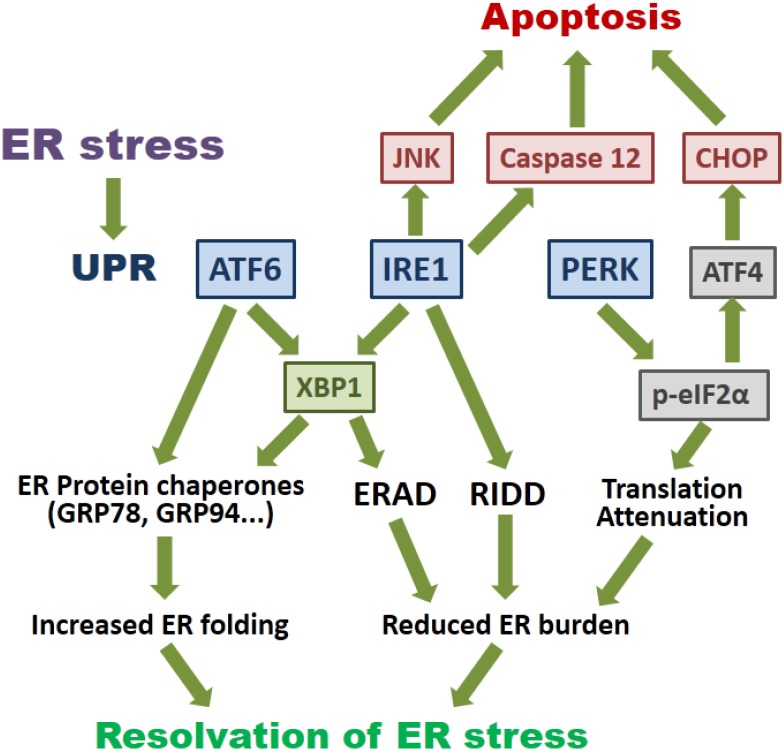 Apoptosis
ER stress
JNK
Caspase 12
CHOP
UPR
ATF6
IRE1
PERK
ATF4
XBP1
p-eIF2α
ER Protein chaperones
(GRP78, GRP94...)
ERAD
RIDD
Translation
Attenuation
Increased ER folding
Reduced ER burden
Resolvation of ER stress